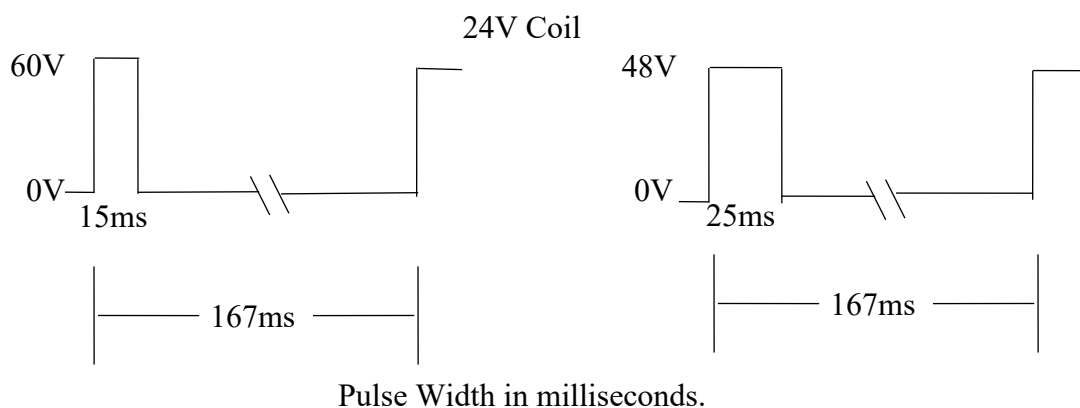 24V Coil
60V
48V
0V
0V
15ms
25ms
167ms
167ms
Pulse Width in milliseconds.